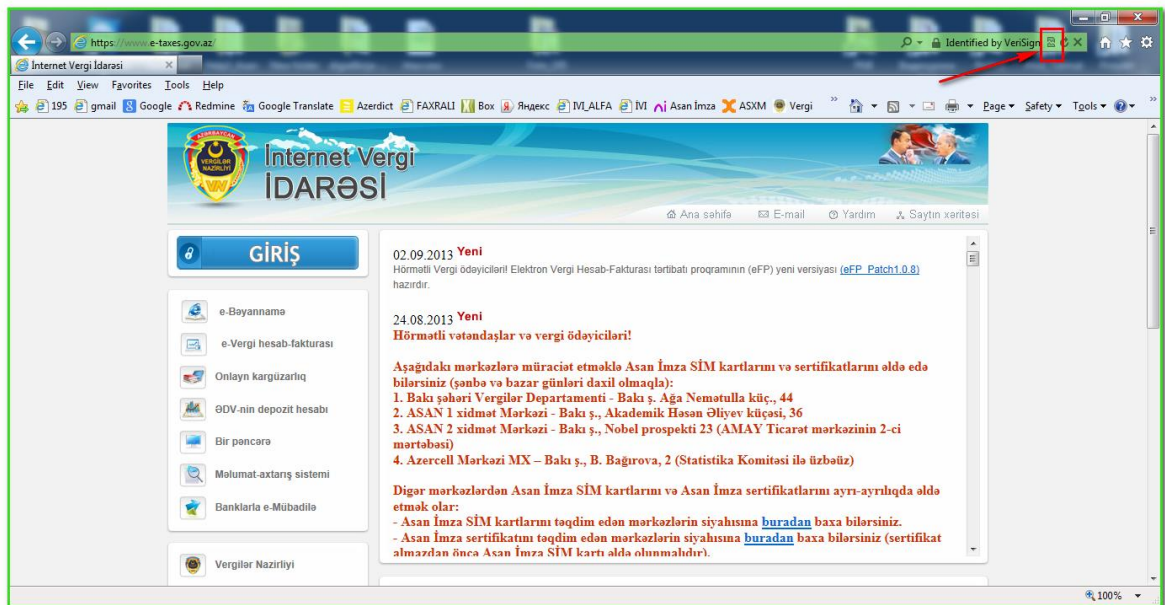 https://www.e-taxes.gov.az/
Identified by VeriSign
İnternet Vergi İdarəsi
File Edit View Favorites Tools Help
195 gmail Google Redmine Google Translate Azerdict FAXRALI Box Яндекс IVI_ALFA IVI Asan İmza ASXM Vergi » Page Safety Tools »
AZƏRBAYCAN
VERGİLƏR
NAZİRLİYİ
VN
İnternet Vergi
İDARƏSİ
Ana səhifə E-mail Yardım Saytın xəritəsi
GİRİŞ
e-Bəyannamə
e-Vergi hesab-fakturası
Onlayn kargüzarlıq
ƏDV-nin depozit hesabı
Bir pəncərə
Məlumat-axtarış sistemi
Banklarla e-Mübadilə
Vergilər Nazirliyi
02.09.2013 Yeni
Hörmətli Vergi ödəyiciləri! Elektron Vergi Hesab-Fakturası tərtibatı proqramının (eFP) yeni versiyası (eFP_Patch1.0.8)
hazırdır.
24.08.2013 Yeni
Hörmətli vətəndaşlar və vergi ödəyiciləri!
Aşağıdakı mərkəzlərə müraciət etməklə Asan İmza SİM kartlarını və sertifikatlarını əldə edə
bilərsiniz (şənbə və bazar günləri daxil olmaqla):
1. Bakı şəhəri Vergilər Departamenti - Bakı ş. Ağa Nemətulla küç., 44
2. ASAN 1 xidmət Mərkəzi - Bakı ş., Akademik Həsən Əliyev küçəsi, 36
3. ASAN 2 xidmət Mərkəzi - Bakı ş., Nobel prospekti 23 (AMAY Ticarət mərkəzinin 2-ci
mərtəbəsi)
4. Azercell Mərkəzi MX – Bakı ş., B. Bağırova, 2 (Statistika Komitəsi ilə üzbəüz)
Digər mərkəzlərdən Asan İmza SİM kartlarını və Asan İmza sertifikatlarını ayrı-ayrılıqda əldə
etmək olar:
- Asan İmza SİM kartlarını təqdim edən mərkəzlərin siyahısına buradan baxa bilərsiniz.
- Asan İmza sertifikatını təqdim edən mərkəzlərin siyahısına buradan baxa bilərsiniz (sertifikat
almazdan öncə Asan İmza SİM kartı əldə olunmalıdır).
100%